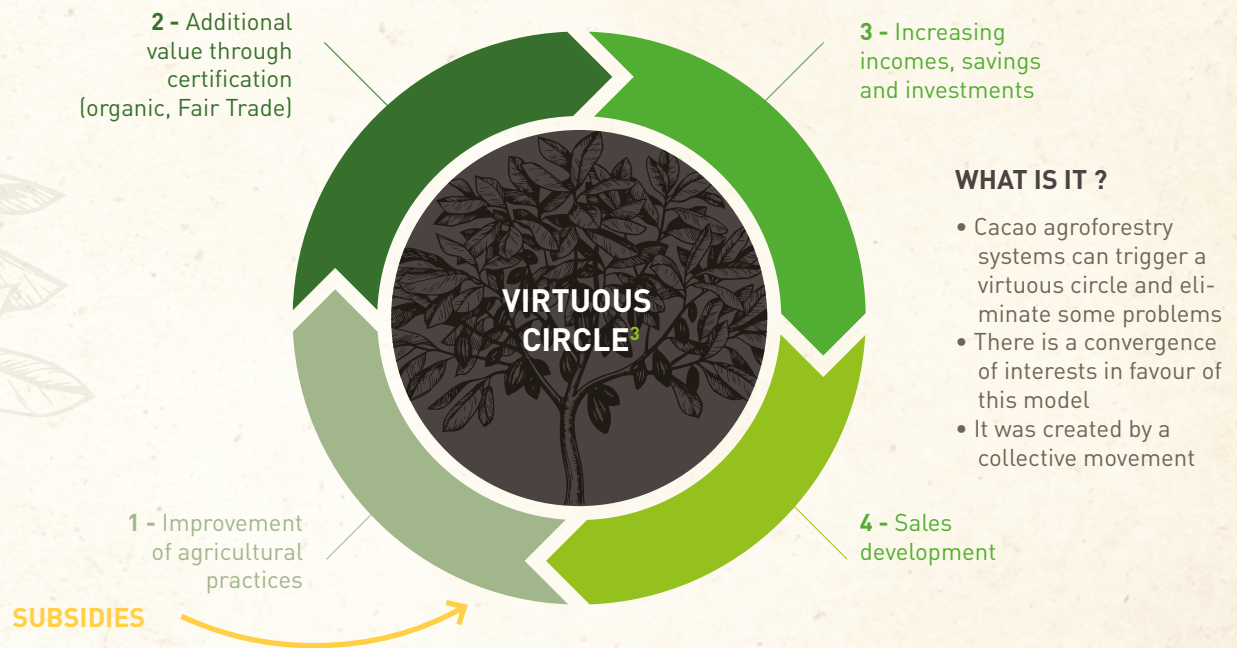 2 - Additional
value through
certification
(organic, Fair Trade)
3 - Increasing
incomes, savings
and investments
WHAT IS IT ?
• Cacao agroforestry
systems can trigger a
virtuous circle and eli-
minate some problems
• There is a convergence
of interests in favour of
this model
• It was created by a
collective movement
VIRTUOUS
CIRCLE³
1 - Improvement
of agricultural
practices
4 - Sales
development
SUBSIDIES